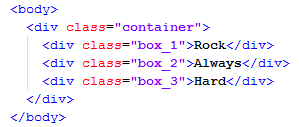 <body>
<div class="container">
<div class="box_1">Rock</div>
<div class="box_2">Always</div>
<div class="box_3">Hard</div>
</div>
</body>